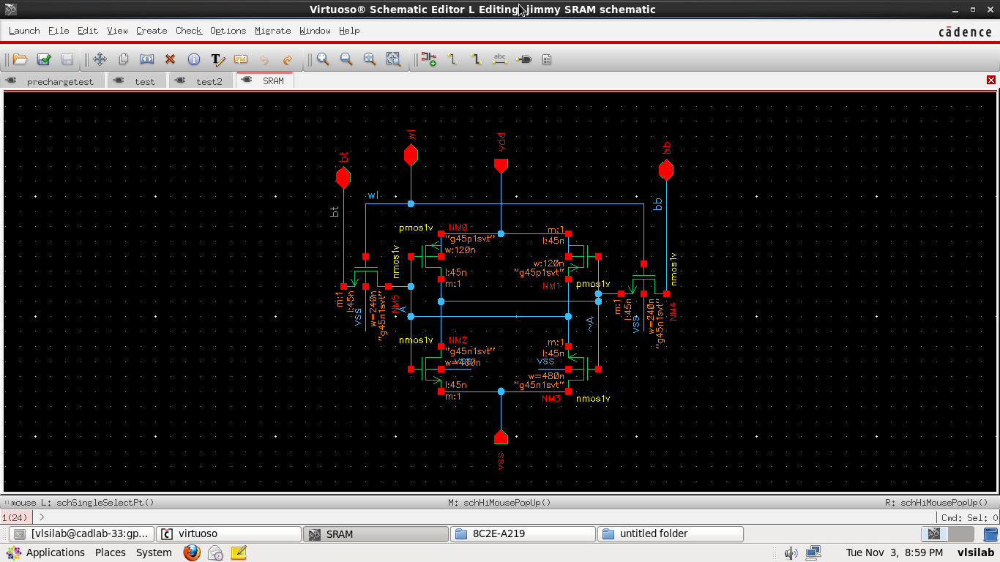 Virtuoso® Schematic Editor L Editing: jimmy SRAM schematic
Launch File Edit View Create Check Options Migrate Window Help
cādence
abc
prechargetest test test2 SRAM
bt
wl
vdd
bb
bt
wl
bb
pmos1v
NM0
"g45p1svt"
w:120n
l:45n
m:1
m:1
l:45n
w:120n
"g45p1svt"
NM1
pmos1v
nmos1v
m:1
l:45n
vss
w=240n
"g45n1svt"
NM5
A
nmos1v
m:1
l:45n
vss
w=240n
"g45n1svt"
NM4
~A
nmos1v
NM2
"g45n1svt"
w=480n
vss
l:45n
m:1
m:1
l:45n
vss
w=480n
"g45n1svt"
NM3
nmos1v
vss
mouse L: schSingleSelectPt() M: schHiMousePopUp() R: schHiMousePopUp()
1(24) > Cmd: Sel: 0
[vlsilab@cadlab-33:gp... virtuoso SRAM 8C2E-A219 untitled folder
Applications Places System Tue Nov 3, 8:59 PM vlsilab